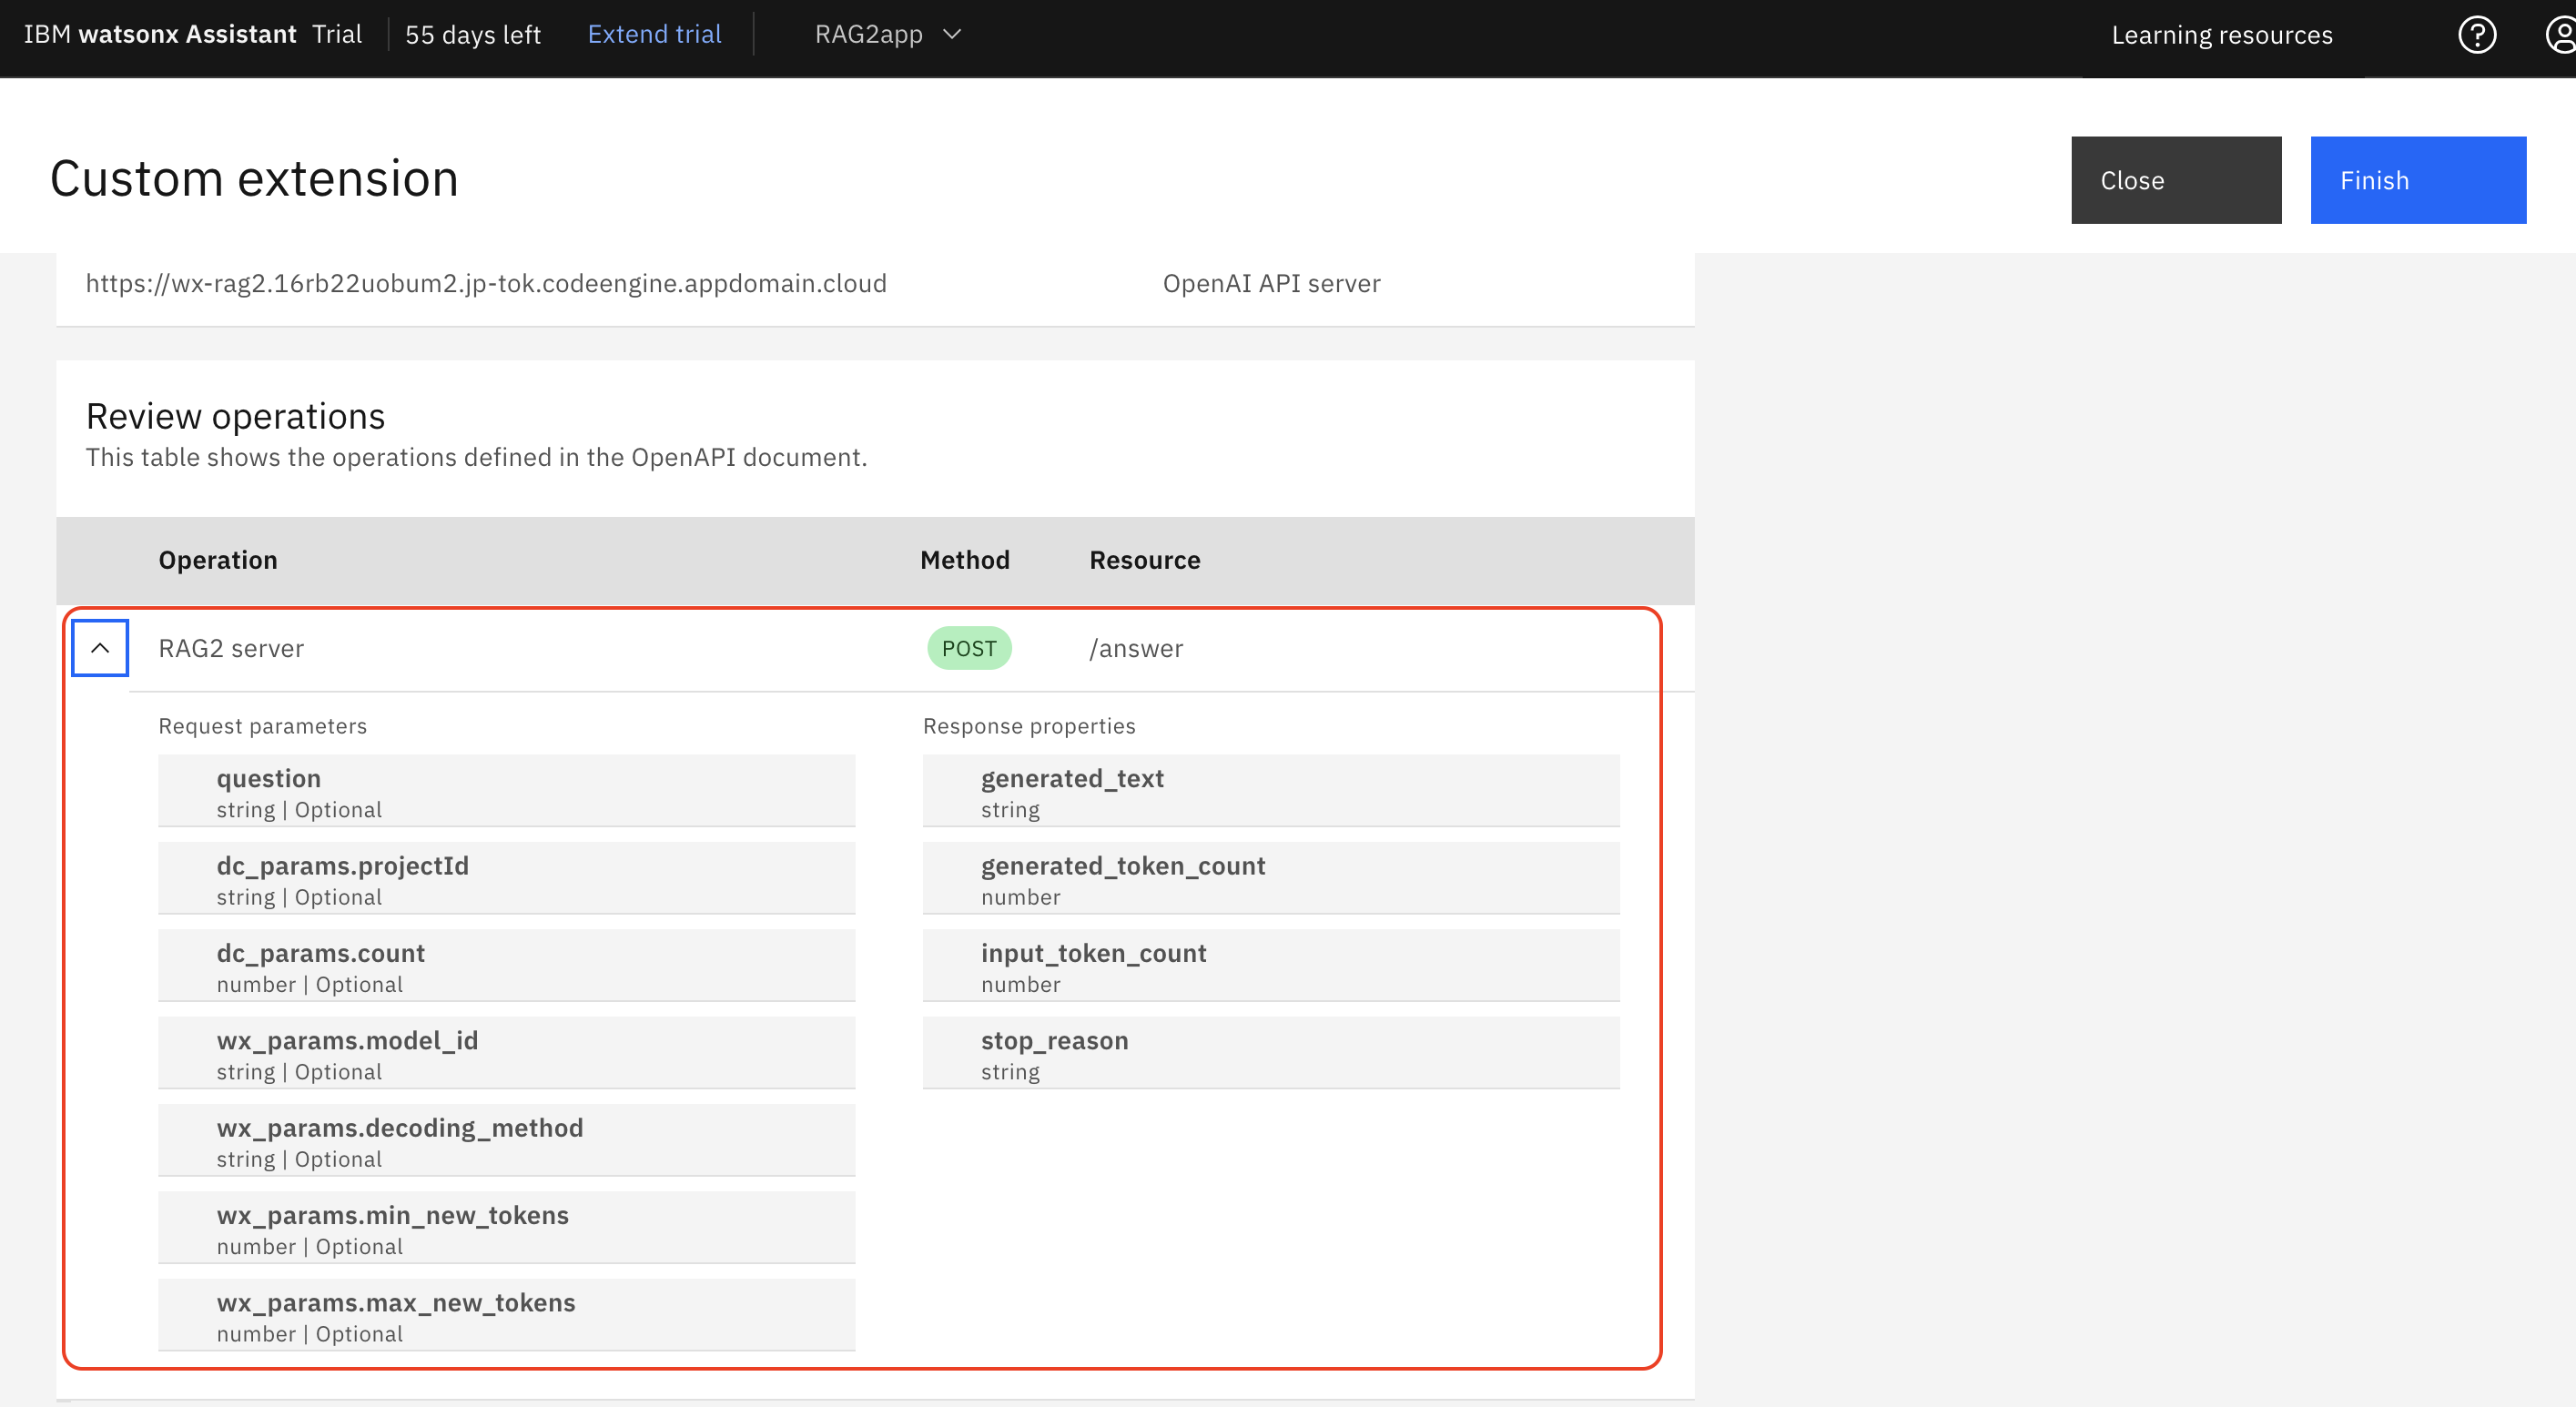 IBM watsonx Assistant Trial 55 days left Extend trial RAG2app Learning resources
Custom extension
Close
Finish
https://wx-rag2.16rb22uobum2.jp-tok.codeengine.appdomain.cloud OpenAI API server
Review operations
This table shows the operations defined in the OpenAPI document.
Operation Method Resource
RAG2 server POST /answer
Request parameters
question
string | Optional
dc_params.projectId
string | Optional
dc_params.count
number | Optional
wx_params.model_id
string | Optional
wx_params.decoding_method
string | Optional
wx_params.min_new_tokens
number | Optional
wx_params.max_new_tokens
number | Optional
Response properties
generated_text
string
generated_token_count
number
input_token_count
number
stop_reason
string